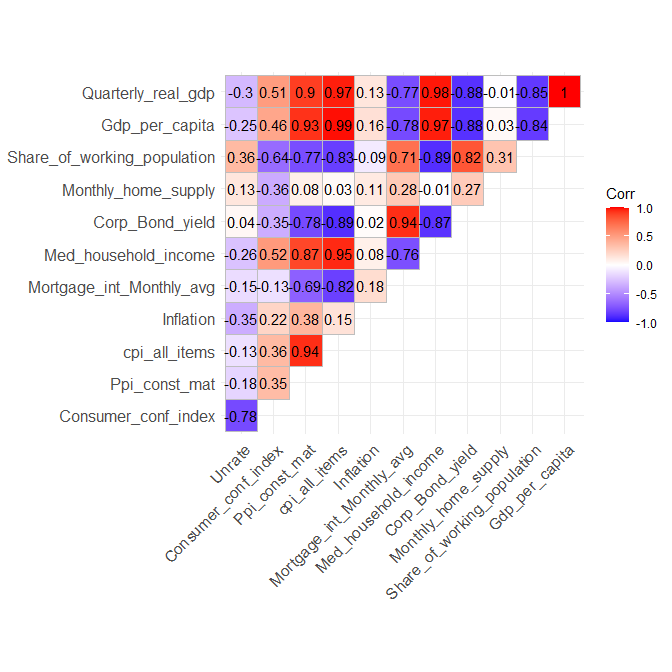 Quarterly_real_gdp -0.3 0.51 0.9 0.97 0.13 -0.77 0.98 -0.88 -0.01 -0.85 1
Gdp_per_capita -0.25 0.46 0.93 0.99 0.16 -0.78 0.97 -0.88 0.03 -0.84
Share_of_working_population 0.36 -0.64 -0.77 -0.83 -0.09 0.71 -0.89 0.82 0.31
Monthly_home_supply 0.13 -0.36 0.08 0.03 0.11 0.28 -0.01 0.27
Corp_Bond_yield 0.04 -0.35 -0.78 -0.89 0.02 0.94 -0.87
Med_household_income -0.26 0.52 0.87 0.95 0.08 -0.76
Mortgage_int_Monthly_avg -0.15 -0.13 -0.69 -0.82 0.18
Inflation -0.35 0.22 0.38 0.15
cpi_all_items -0.13 0.36 0.94
Ppi_const_mat -0.18 0.35
Consumer_conf_index -0.78
Unrate
Consumer_conf_index
Ppi_const_mat
cpi_all_items
Inflation
Mortgage_int_Monthly_avg
Med_household_income
Corp_Bond_yield
Monthly_home_supply
Share_of_working_population
Gdp_per_capita
Corr
1.0
0.5
0.0
-0.5
-1.0